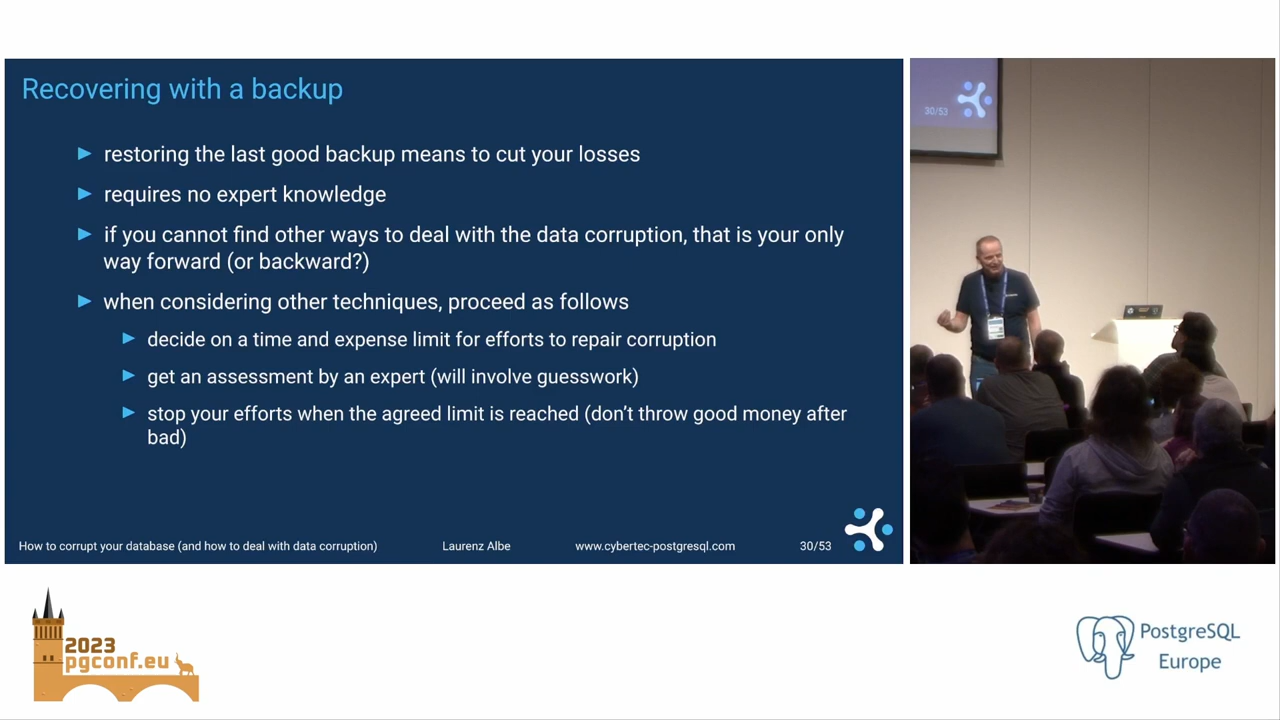 Recovering with a backup
restoring the last good backup means to cut your losses
requires no expert knowledge
if you cannot find other ways to deal with the data corruption, that is your only
way forward (or backward?)
when considering other techniques, proceed as follows
decide on a time and expense limit for efforts to repair corruption
get an assessment by an expert (will involve guesswork)
stop your efforts when the agreed limit is reached (don't throw good money after
bad)
How to corrupt your database (and how to deal with data corruption) Laurenz Albe www.cybertec-postgresql.com 30/53
30/53
2023
pgconf.eu
PostgreSQL
Europe